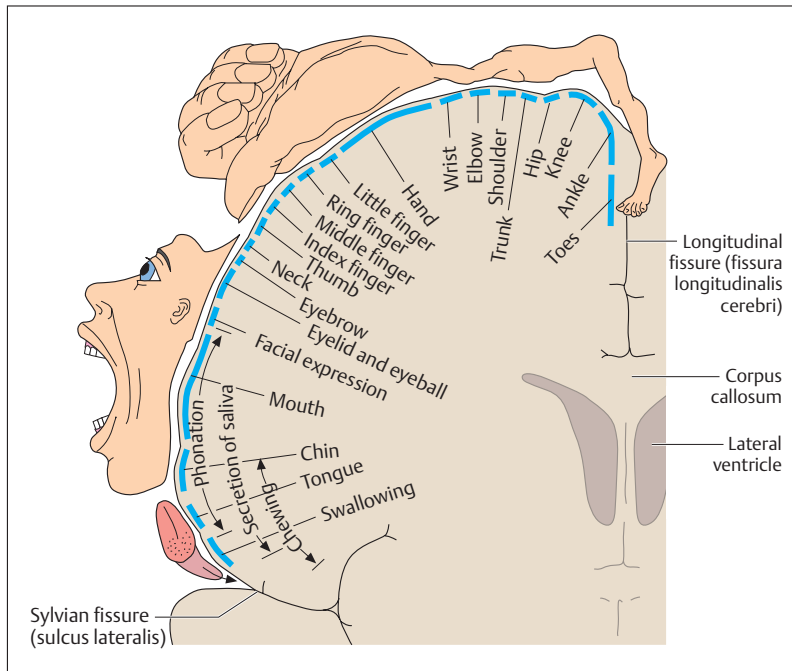 Wrist
Elbow
Shoulder
Trunk
Hip
Knee
Ankle
Toes
Hand
Little finger
Ring finger
Middle finger
Index finger
Thumb
Neck
Eyebrow
Eyelid and eyeball
Facial expression
Mouth
Chin
Tongue
Swallowing
Phonation
Secretion of saliva
Chewing
Longitudinal
fissure (fissura
longitudinalis
cerebri)
Corpus
callosum
Lateral
ventricle
Sylvian fissure
(sulcus lateralis)